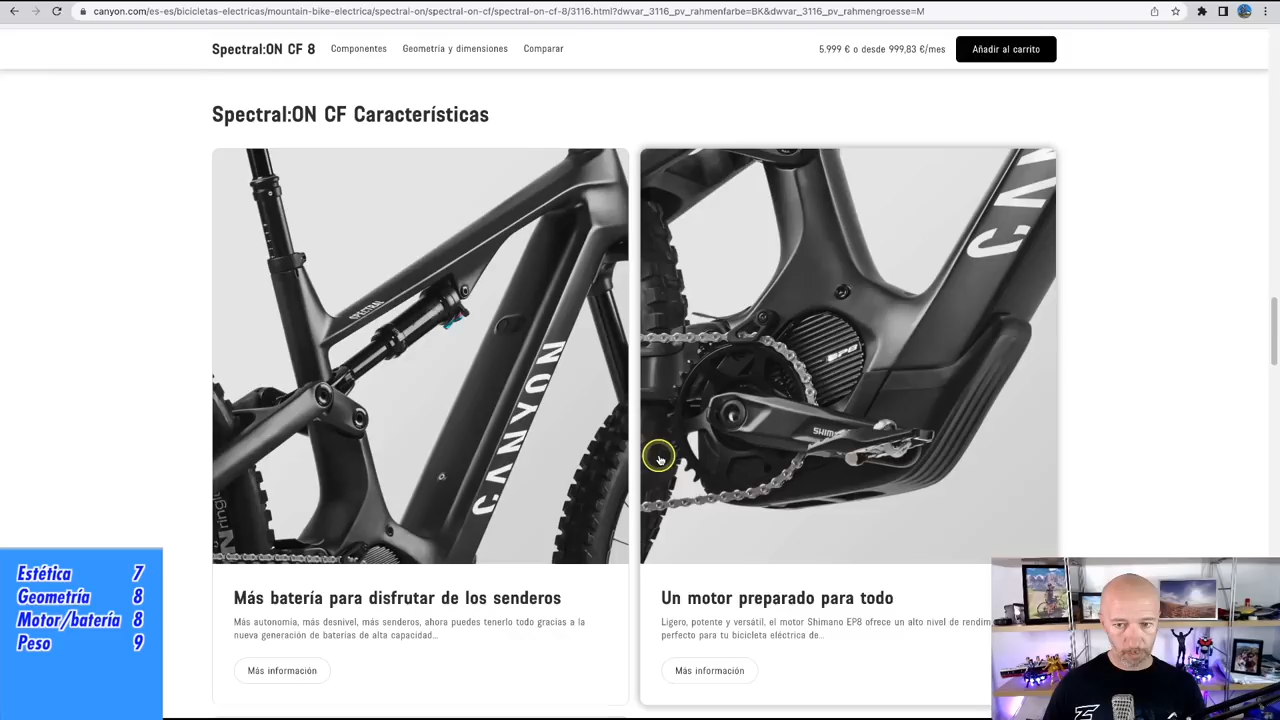 canyon.com/es-es/bicicletas-electricas/mountain-bike-electrica/spectral-on/spectral-on-cf/spectral-on-cf-8/3116.html?dwvar_3116_pv_rahmenfarbe=BK&dwvar_3116_pv_rahmengroesse=M
Spectral:ON CF 8 Componentes Geometría y dimensiones Comparar 5.999 € o desde 999,83 €/mes Añadir al carrito
Spectral:ON CF Características
SPECTRAL
CANYON
CAN
EP8
SHIM
Más batería para disfrutar de los senderos
Más autonomía, más desnivel, más senderos, ahora puedes tenerlo todo gracias a la
nueva generación de baterías de alta capacidad...
Más información
Un motor preparado para todo
Ligero, potente y versátil, el motor Shimano EP8 ofrece un alto nivel de rendim
perfecto para tu bicicleta eléctrica de...
Más información
Estética 7
Geometría 8
Motor/batería 8
Peso 9